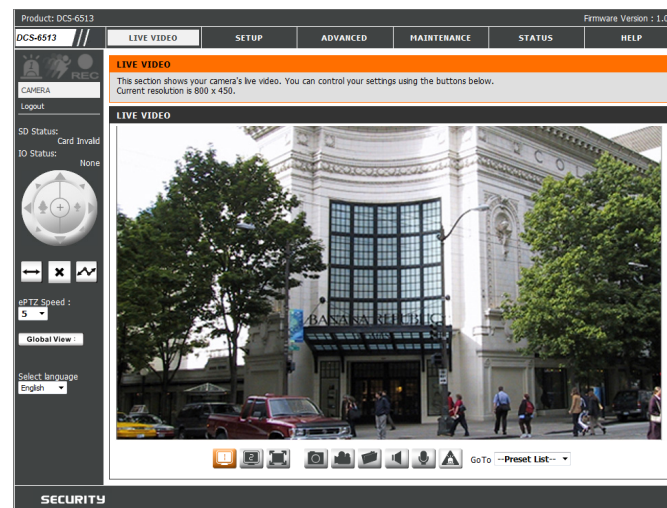 Product: DCS-6513
Firmware Version : 1.0
DCS-6513
LIVE VIDEO
SETUP
ADVANCED
MAINTENANCE
STATUS
HELP
REC
CAMERA
Logout
SD Status:
Card Invalid
IO Status:
None
ePTZ Speed :
5
Global View :
Select language
English
LIVE VIDEO
This section shows your camera's live video. You can control your settings using the buttons below.
Current resolution is 800 x 450.
LIVE VIDEO
COL
BANANA REPUBLIC
1
2
GoTo
--Preset List--
SECURITY